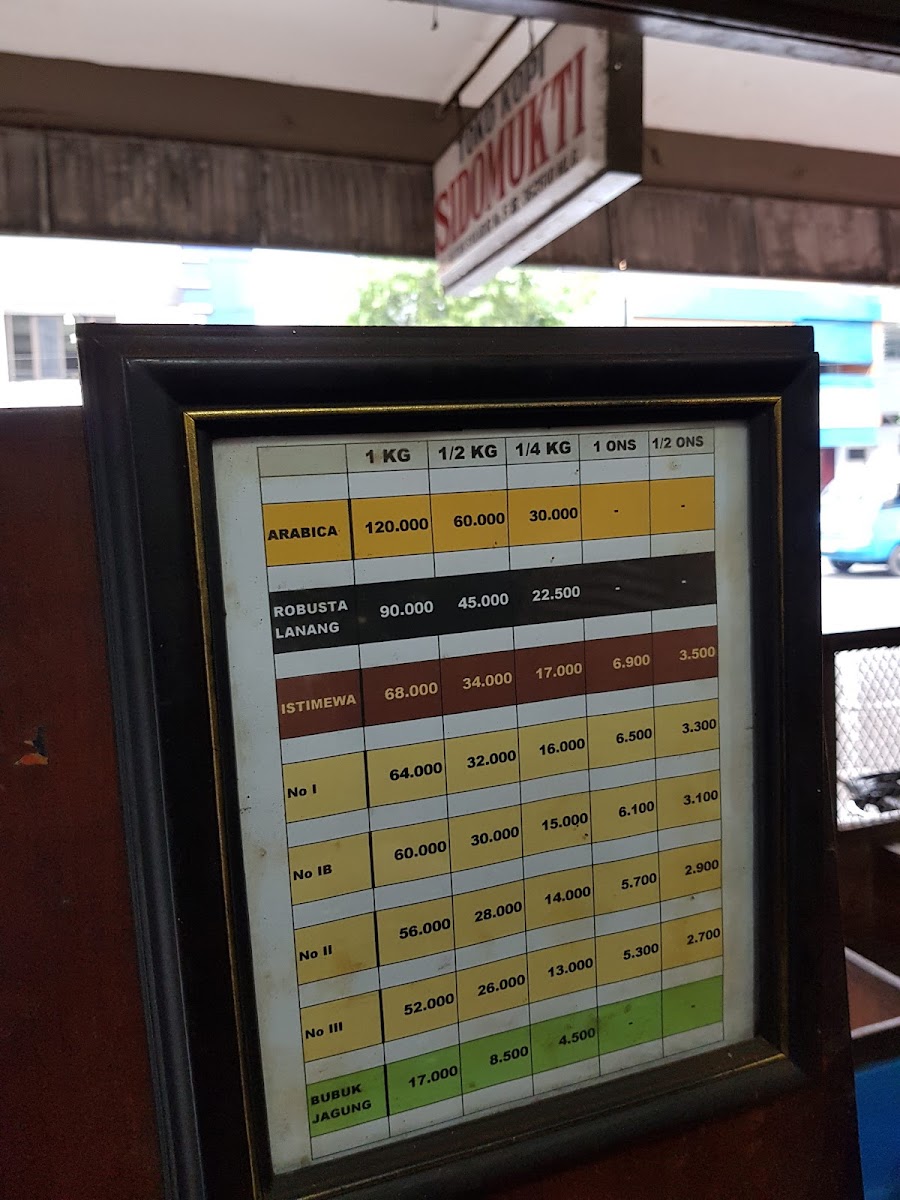 TOKO KOPI
SIDOMUKTI
1 KG 1/2 KG 1/4 KG 1 ONS 1/2 ONS
ARABICA 120.000 60.000 30.000 - -
ROBUSTA LANANG 90.000 45.000 22.500 - -
ISTIMEWA 68.000 34.000 17.000 6.900 3.500
No I 64.000 32.000 16.000 6.500 3.300
No IB 60.000 30.000 15.000 6.100 3.100
No II 56.000 28.000 14.000 5.700 2.900
No III 52.000 26.000 13.000 5.300 2.700
BUBUK JAGUNG 17.000 8.500 4.500 - -